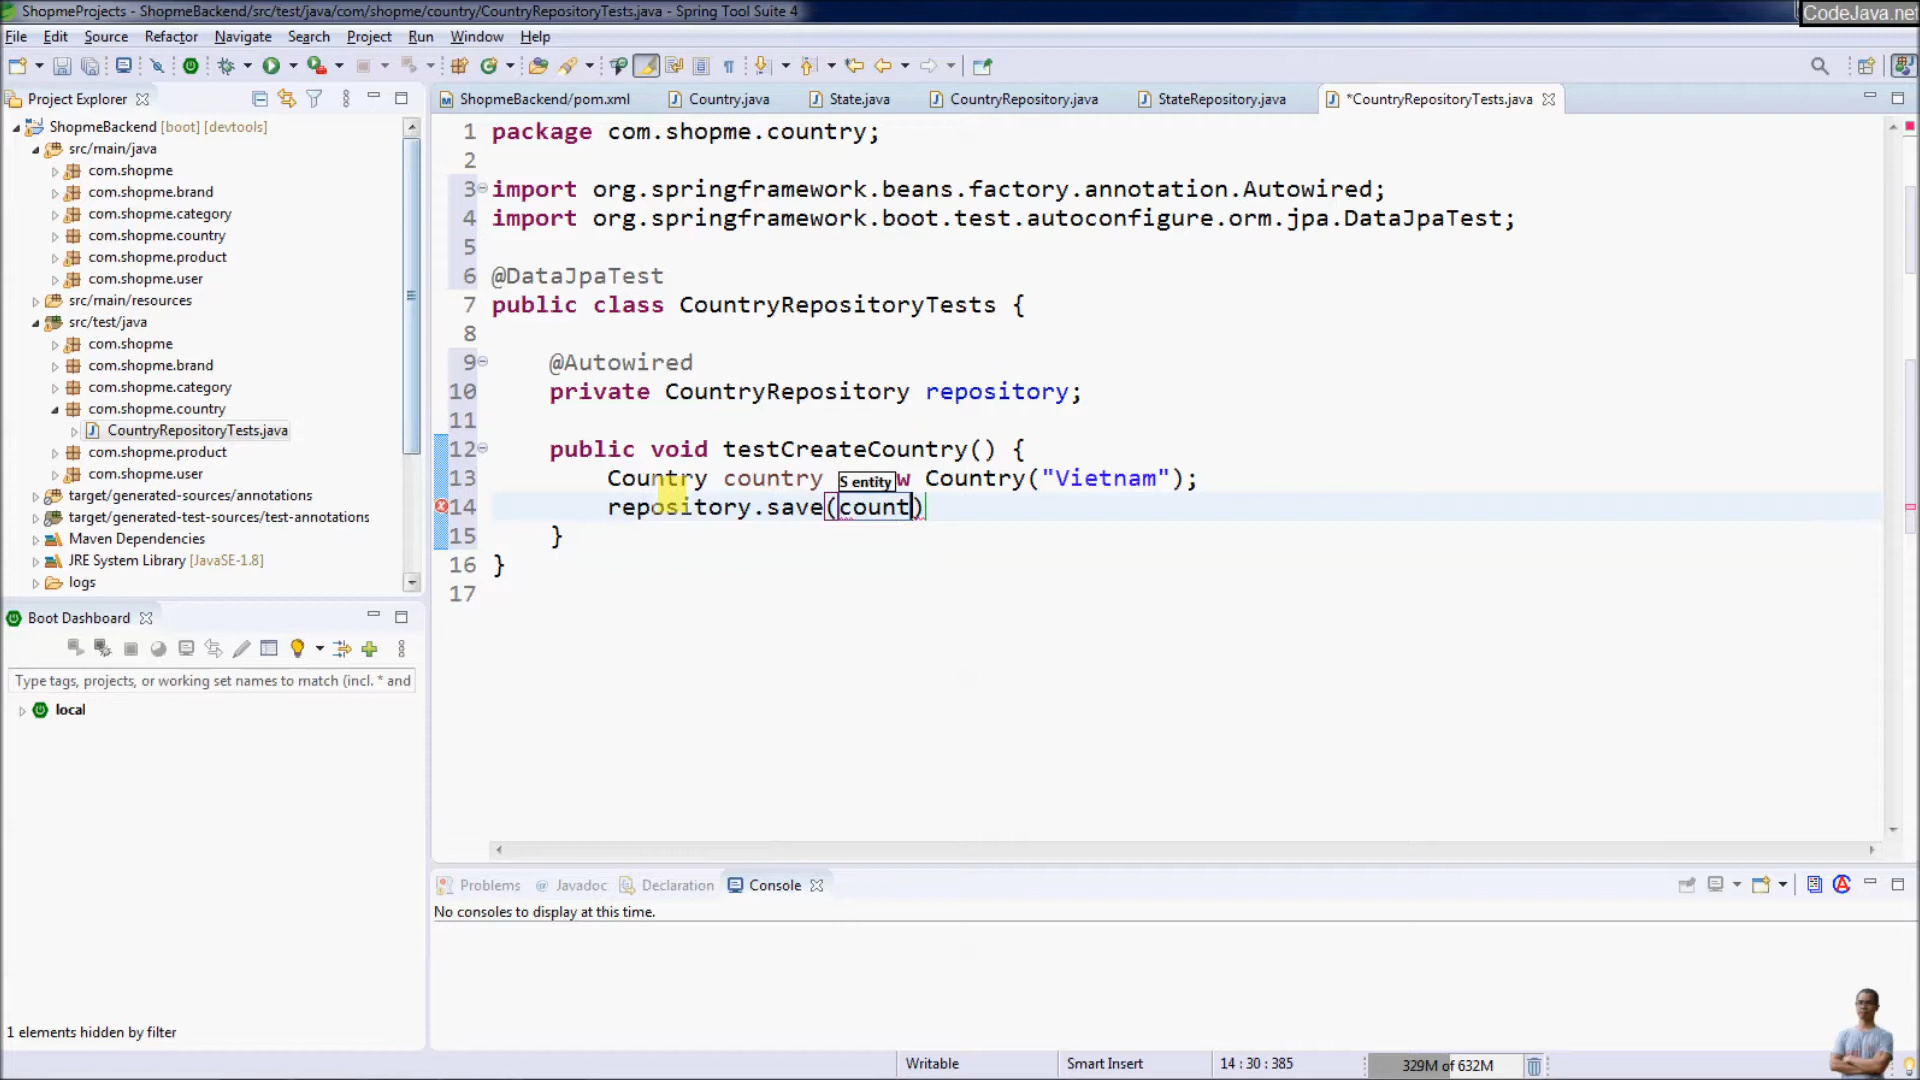 ShopmeProjects - ShopmeBackend/src/test/java/com/shopme/country/CountryRepositoryTests.java - Spring Tool Suite 4
CodeJava.net
File Edit Source Refactor Navigate Search Project Run Window Help
Project Explorer
ShopmeBackend [boot] [devtools]
src/main/java
com.shopme
com.shopme.brand
com.shopme.category
com.shopme.country
com.shopme.product
com.shopme.user
src/main/resources
src/test/java
com.shopme
com.shopme.brand
com.shopme.category
com.shopme.country
CountryRepositoryTests.java
com.shopme.product
com.shopme.user
target/generated-sources/annotations
target/generated-test-sources/test-annotations
Maven Dependencies
JRE System Library [JavaSE-1.8]
logs
Boot Dashboard
Type tags, projects, or working set names to match (incl. * and
local
1 elements hidden by filter
ShopmeBackend/pom.xml Country.java State.java CountryRepository.java StateRepository.java *CountryRepositoryTests.java
1 package com.shopme.country;
2
3 import org.springframework.beans.factory.annotation.Autowired;
4 import org.springframework.boot.test.autoconfigure.orm.jpa.DataJpaTest;
5
6 @DataJpaTest
7 public class CountryRepositoryTests {
8
9 @Autowired
10 private CountryRepository repository;
11
12 public void testCreateCountry() {
13 Country country S entity w Country("Vietnam");
14 repository.save(count)
15 }
16 }
17
Problems @ Javadoc Declaration Console
No consoles to display at this time.
Writable Smart Insert 14 : 30 : 385 329M of 632M